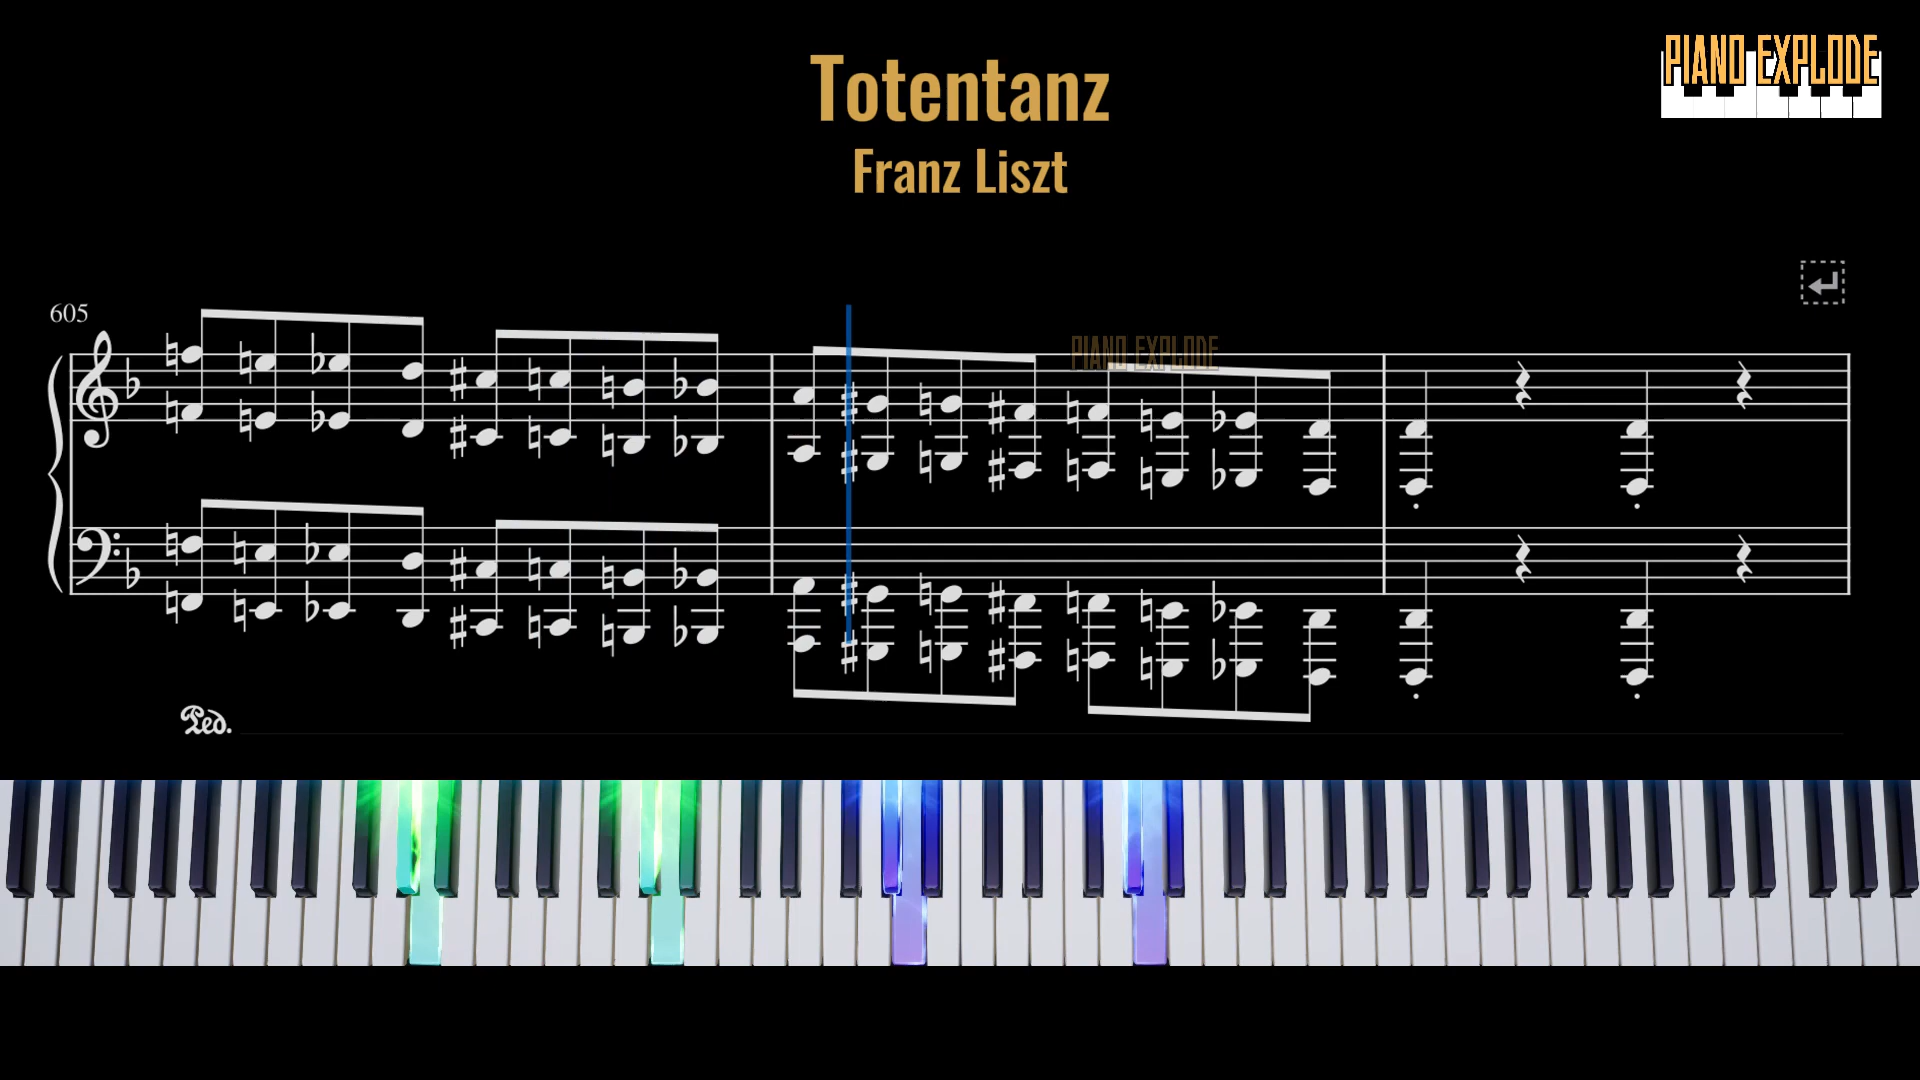 Totentanz
PIANO EXPLODE
Franz Liszt
605
PIANO EXPLODE
Ped.